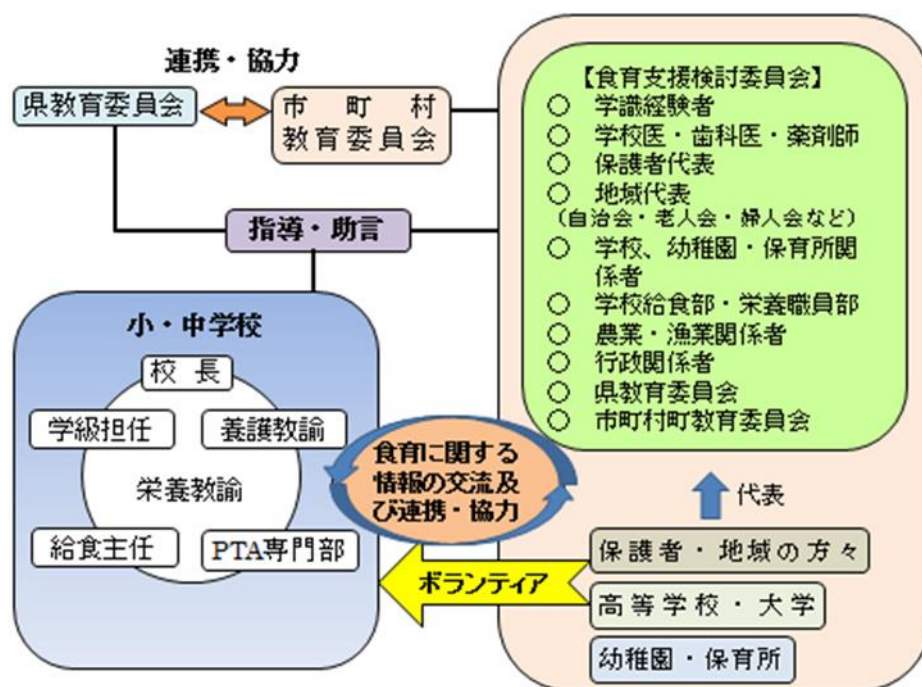 連携・協力
県教育委員会
市町村
教育委員会
指導・助言
【食育支援検討委員会】
○ 学識経験者
○ 学校医・歯科医・薬剤師
○ 保護者代表
○ 地域代表
（自治会・老人会・婦人会など）
○ 学校、幼稚園・保育所関
係者
○ 学校給食部・栄養職員部
○ 農業・漁業関係者
○ 行政関係者
○ 県教育委員会
○ 市町村町教育委員会
小・中学校
校長
学級担任
養護教諭
栄養教諭
給食主任
PTA専門部
食育に関する
情報の交流及
び連携・協力
代表
ボランティア
保護者・地域の方々
高等学校・大学
幼稚園・保育所